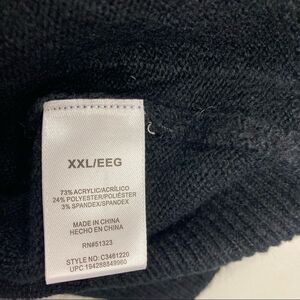 XXL/EEG
73% ACRYLIC/ACRÍLICO
24% POLYESTER/POLIÉSTER
3% SPANDEX/SPANDEX
MADE IN CHINA
HECHO EN CHINA
RN#51323
STYLE NO: C3461220
UPC 194288849960